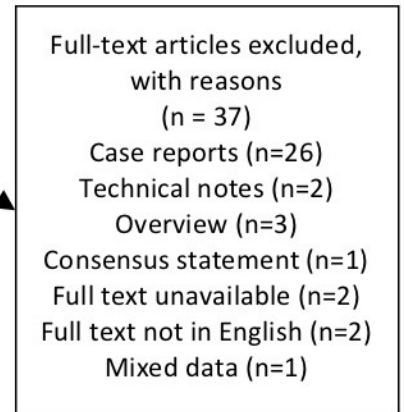 Full-text articles excluded,
with reasons
(n = 37)
Case reports (n=26)
Technical notes (n=2)
Overview (n=3)
Consensus statement (n=1)
Full text unavailable (n=2)
Full text not in English (n=2)
Mixed data (n=1)